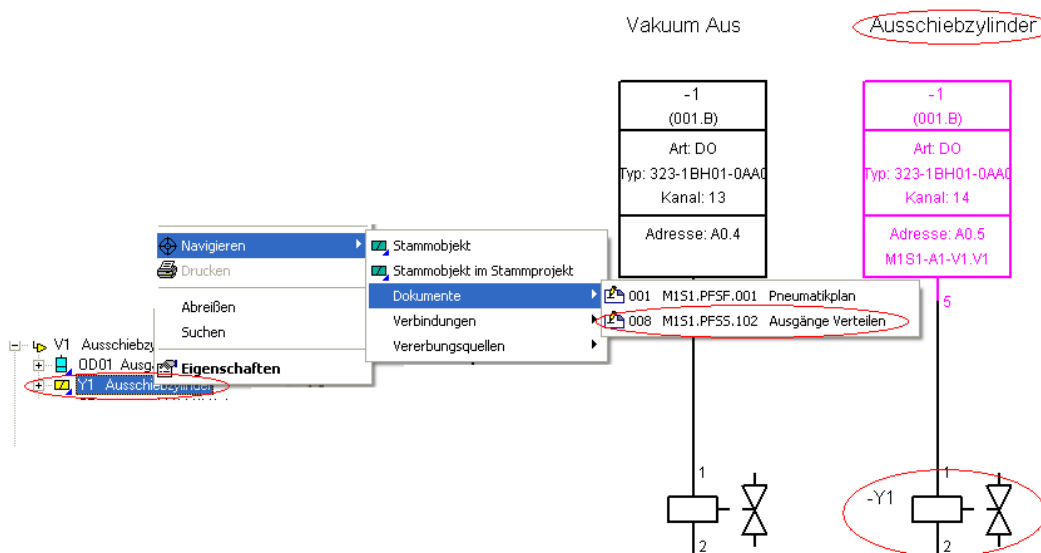 Vakuum Aus
Ausschiebzylinder
-1
(001.B)
Art: DO
Typ: 323-1BH01-0AA0
Kanal: 13
Adresse: A0.4
-1
(001.B)
Art: DO
Typ: 323-1BH01-0AA0
Kanal: 14
Adresse: A0.5
M1S1-A1-V1.V1
5
Navigieren
Drucken
Abreißen
Suchen
Eigenschaften
Stammobjekt
Stammobjekt im Stammprojekt
Dokumente
Verbindungen
Vererbungsquellen
001 M1S1.PFSF.001 Pneumatikplan
008 M1S1.PFSS.102 Ausgänge Verteilen
V1 Ausschiebzy
OD01 Ausga
Y1 Ausschiebzylinder
1
2
-Y1
1
2